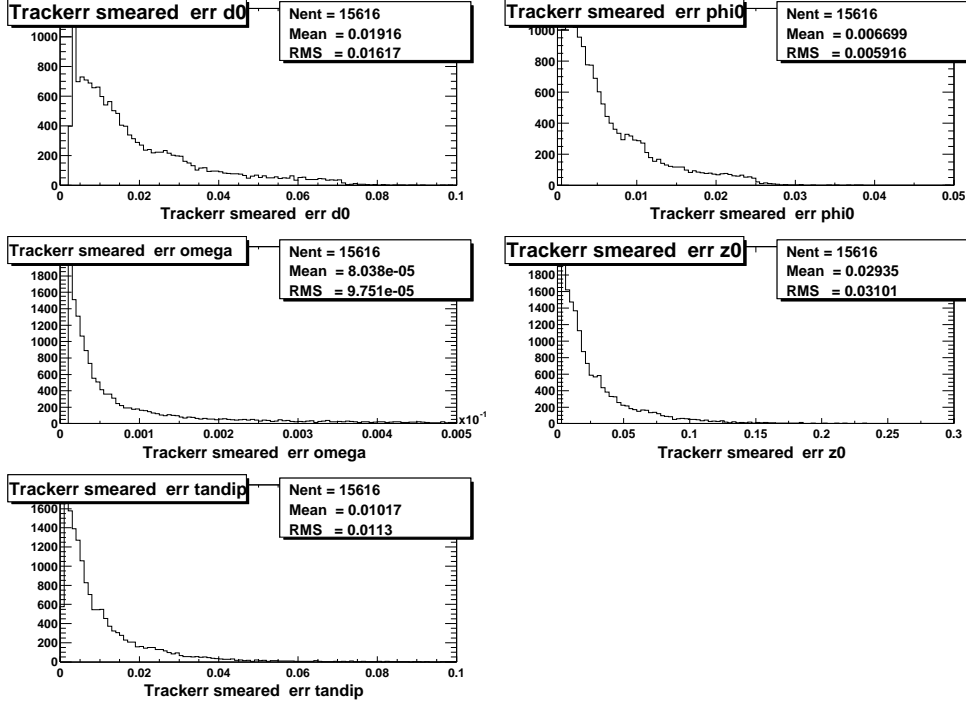 Trackerr smeared  err d0
Nent = 15616
Mean = 0.01916
RMS = 0.01617
1000
800
600
400
200
0
0 0.02 0.04 0.06 0.08 0.1
Trackerr smeared  err d0
Trackerr smeared  err phi0
Nent = 15616
Mean = 0.006699
RMS = 0.005916
1000
800
600
400
200
0
0 0.01 0.02 0.03 0.04 0.05
Trackerr smeared  err phi0
Trackerr smeared  err omega
Nent = 15616
Mean = 8.038e-05
RMS = 9.751e-05
1800
1600
1400
1200
1000
800
600
400
200
0
x10^-1
0 0.001 0.002 0.003 0.004 0.005
Trackerr smeared  err omega
Trackerr smeared  err z0
Nent = 15616
Mean = 0.02935
RMS = 0.03101
1800
1600
1400
1200
1000
800
600
400
200
0
0 0.05 0.1 0.15 0.2 0.25 0.3
Trackerr smeared  err z0
Trackerr smeared  err tandip
Nent = 15616
Mean = 0.01017
RMS = 0.0113
1600
1400
1200
1000
800
600
400
200
0
0 0.02 0.04 0.06 0.08 0.1
Trackerr smeared  err tandip